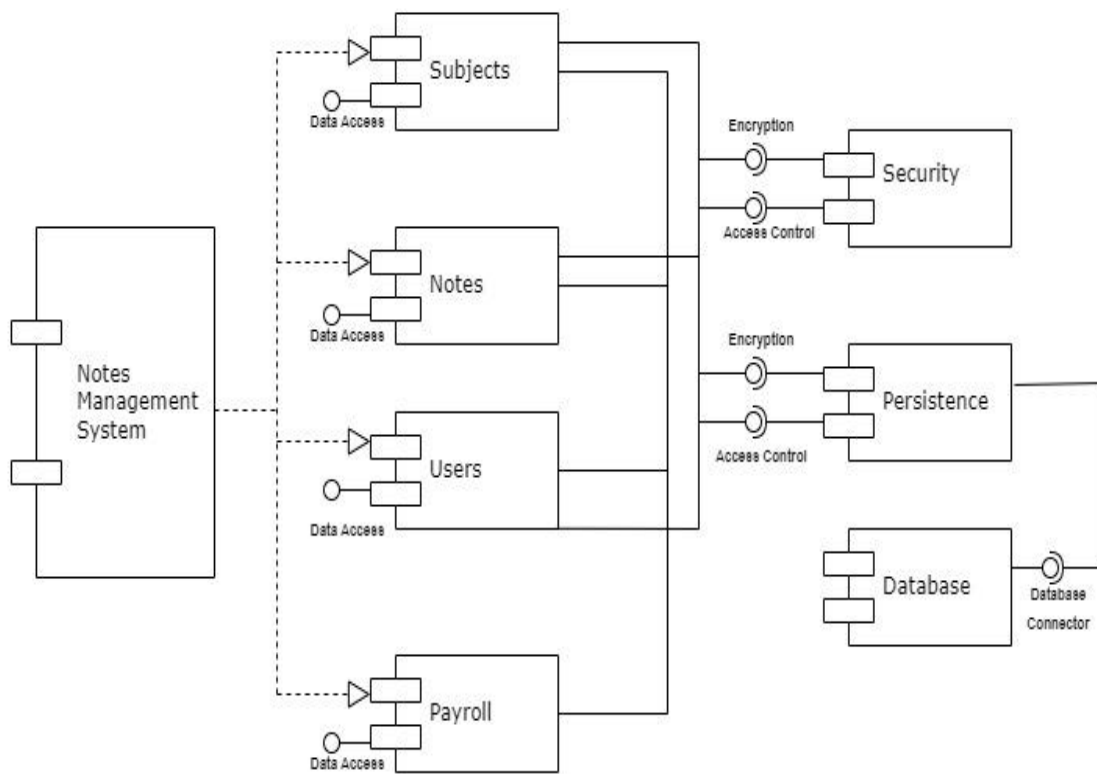 Subjects
Data Access
Encryption
Security
Access Control
Notes
Data Access
Encryption
Persistence
Access Control
Notes
Management
System
Users
Data Access
Database
Database
Connector
Payroll
Data Access